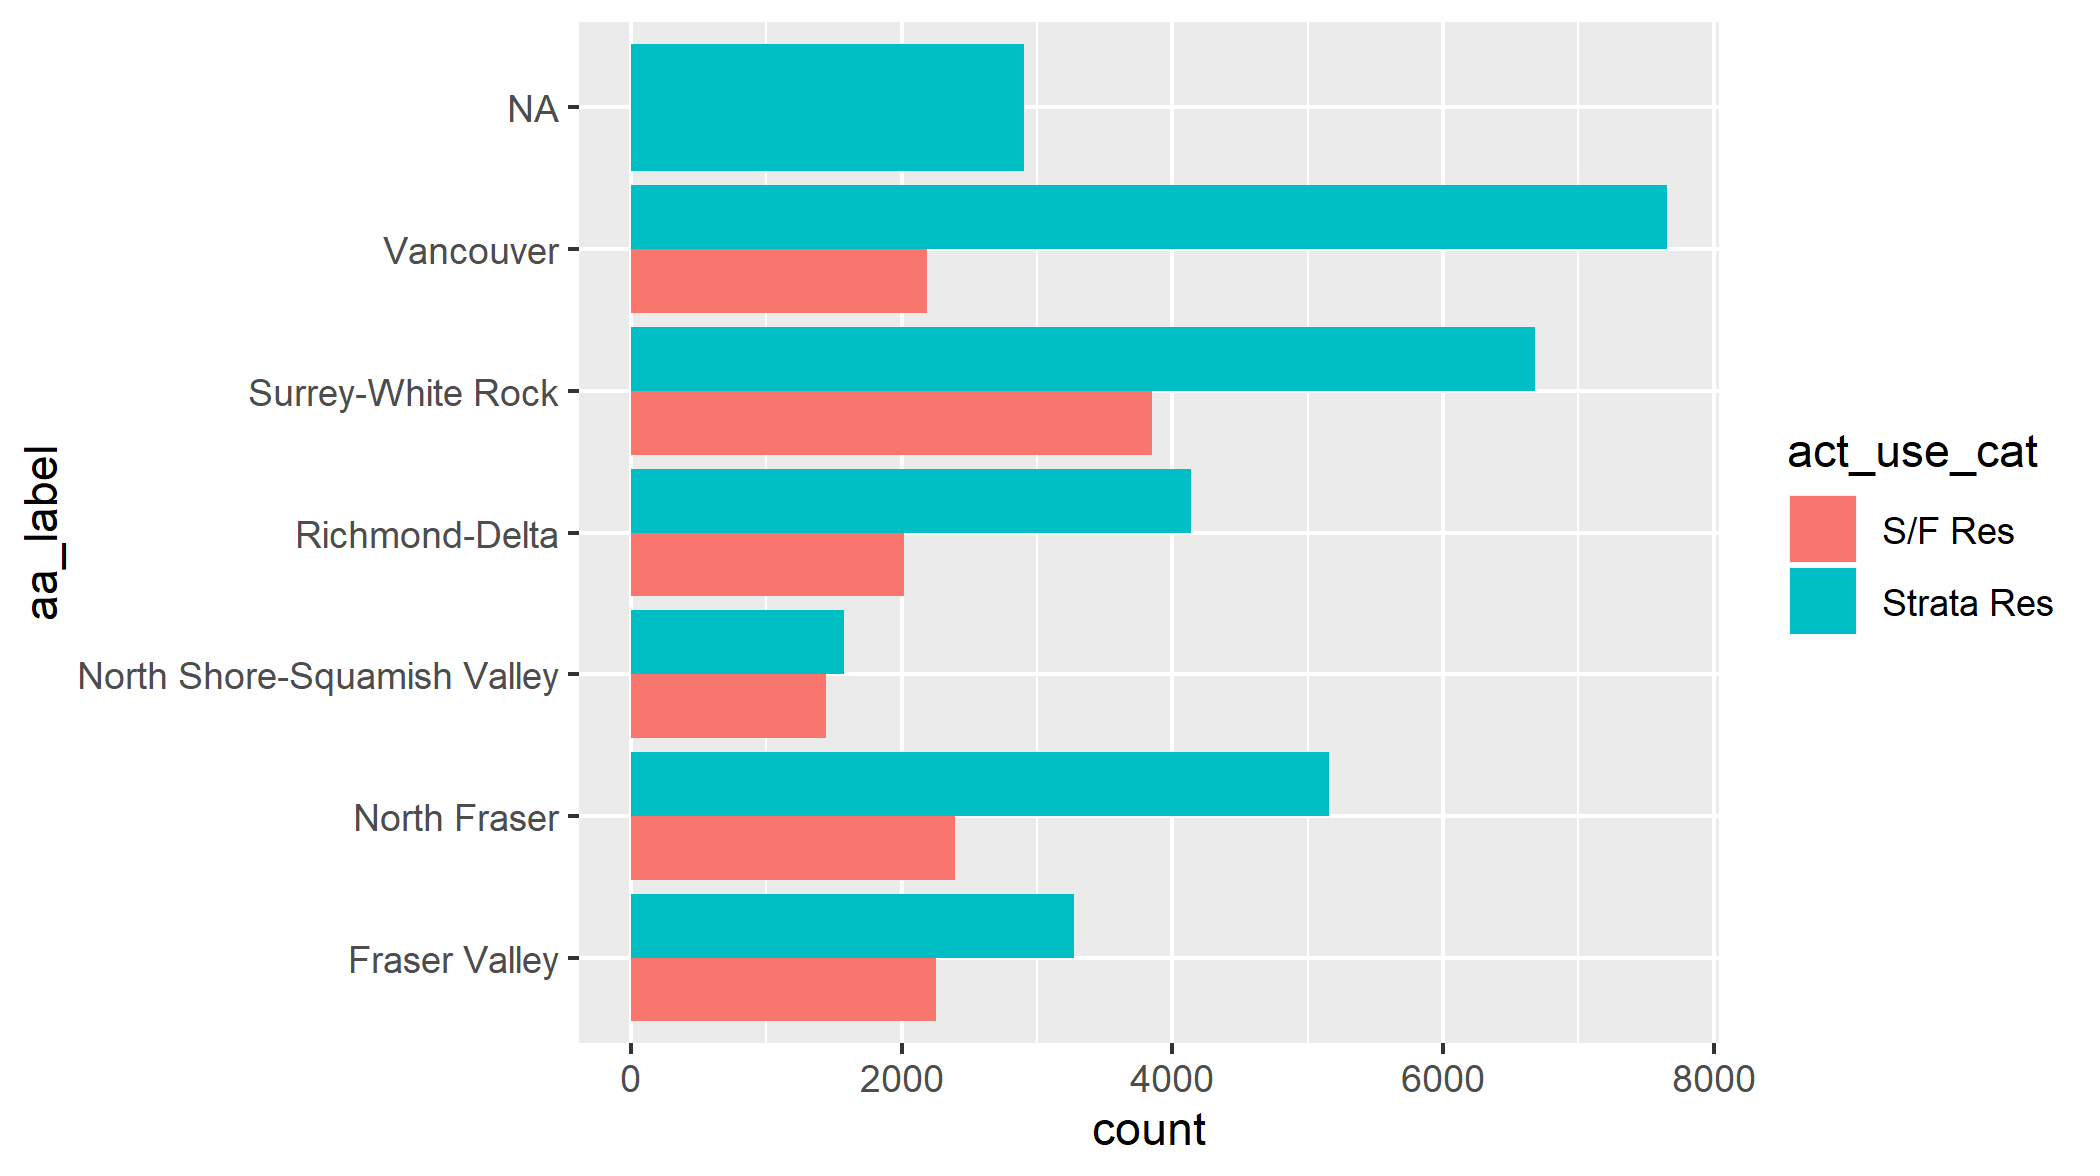 NA
Vancouver
Surrey-White Rock
Richmond-Delta
North Shore-Squamish Valley
North Fraser
Fraser Valley
aa_label
0 2000 4000 6000 8000
count
act_use_cat
S/F Res
Strata Res